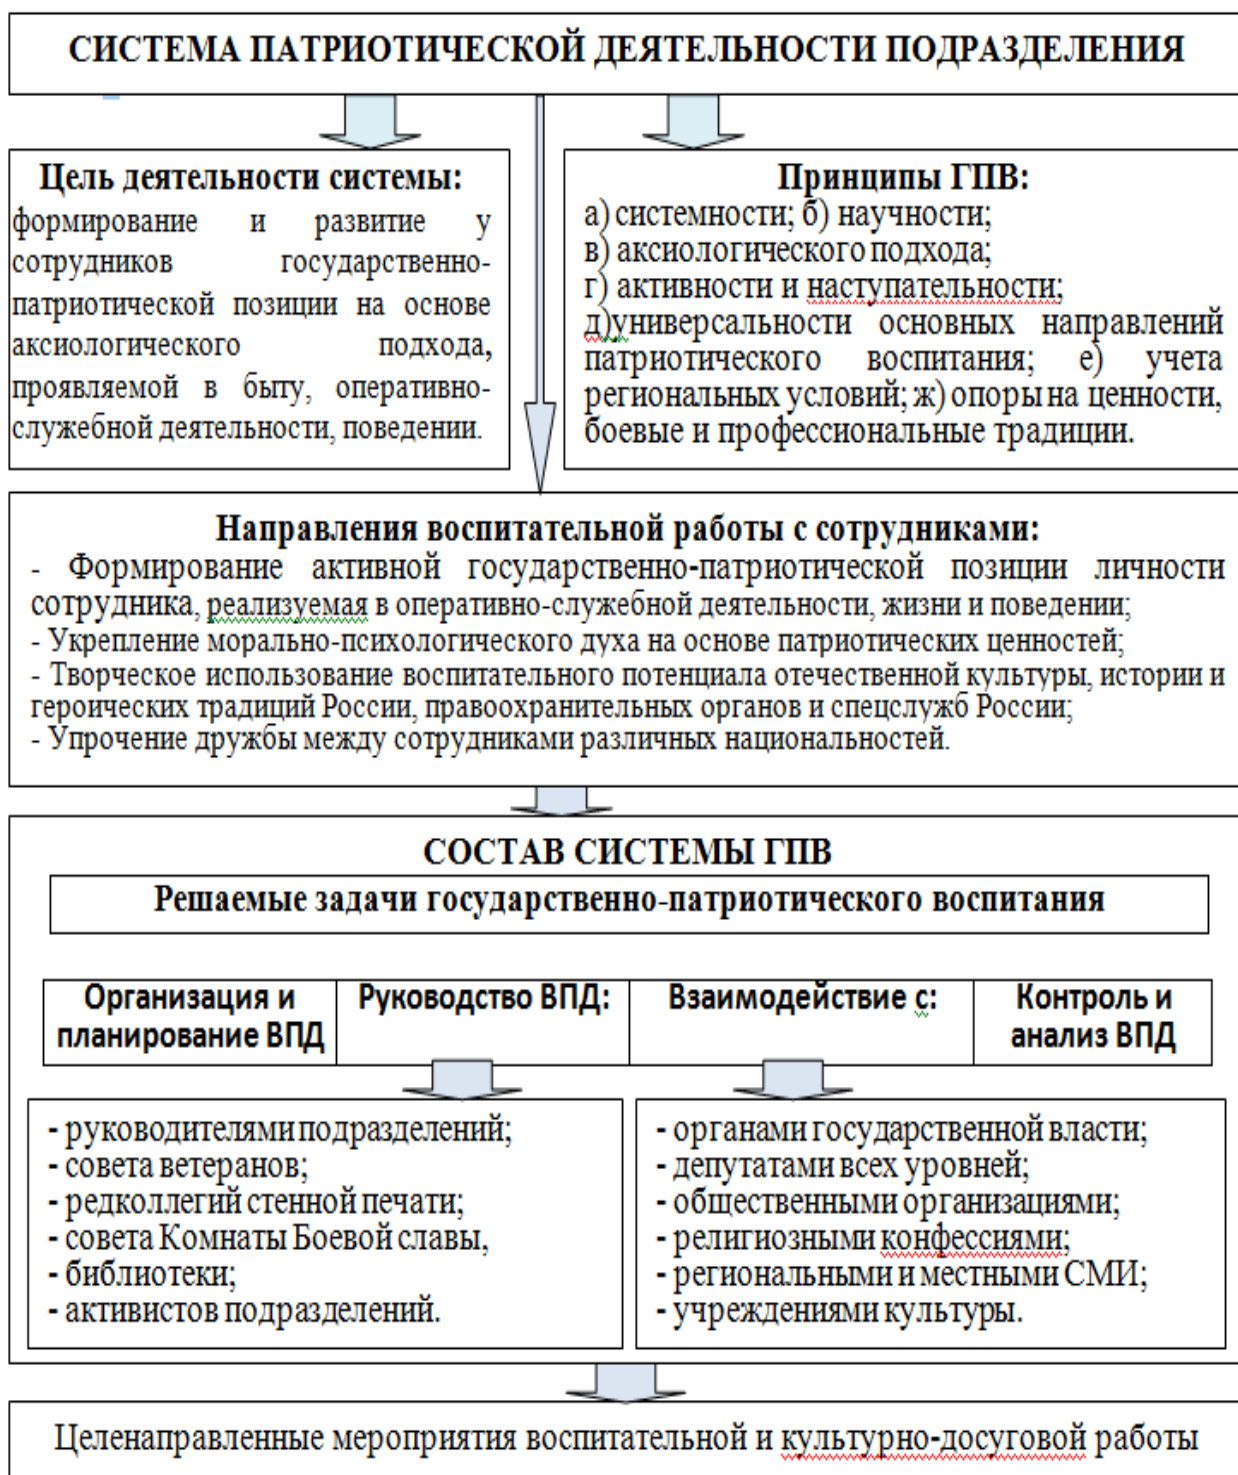 СИСТЕМА ПАТРИОТИЧЕСКОЙ ДЕЯТЕЛЬНОСТИ ПОДРАЗДЕЛЕНИЯ
Цель деятельности системы:
формирование и развитие у
сотрудников государственно-
патриотической позиции на основе
аксиологического подхода,
проявляемой в быту, оперативно-
служебной деятельности, поведении.
Принципы ГПВ:
а) системности; б) научности;
в) аксиологического подхода;
г) активности и наступательности;
д)универсальности основных направлений
патриотического воспитания; е) учета
региональных условий; ж) опоры на ценности,
боевые и профессиональные традиции.
Направления воспитательной работы с сотрудниками:
- Формирование активной государственно-патриотической позиции личности
сотрудника, реализуемая в оперативно-служебной деятельности, жизни и поведении;
- Укрепление морально-психологического духа на основе патриотических ценностей;
- Творческое использование воспитательного потенциала отечественной культуры, истории и
героических традиций России, правоохранительных органов и спецслужб России;
- Упрочение дружбы между сотрудниками различных национальностей.
СОСТАВ СИСТЕМЫ ГПВ
Решаемые задачи государственно-патриотического воспитания
Организация и
планирование ВПД
Руководство ВПД:
Взаимодействие с:
Контроль и
анализ ВПД
- руководителями подразделений;
- совета ветеранов;
- редколлегий стенной печати;
- совета Комнаты Боевой славы,
- библиотеки;
- активистов подразделений.
- органами государственной власти;
- депутатами всех уровней;
- общественными организациями;
- религиозными конфессиями;
- региональными и местными СМИ;
- учреждениями культуры.
Целенаправленные мероприятия воспитательной и культурно-досуговой работы